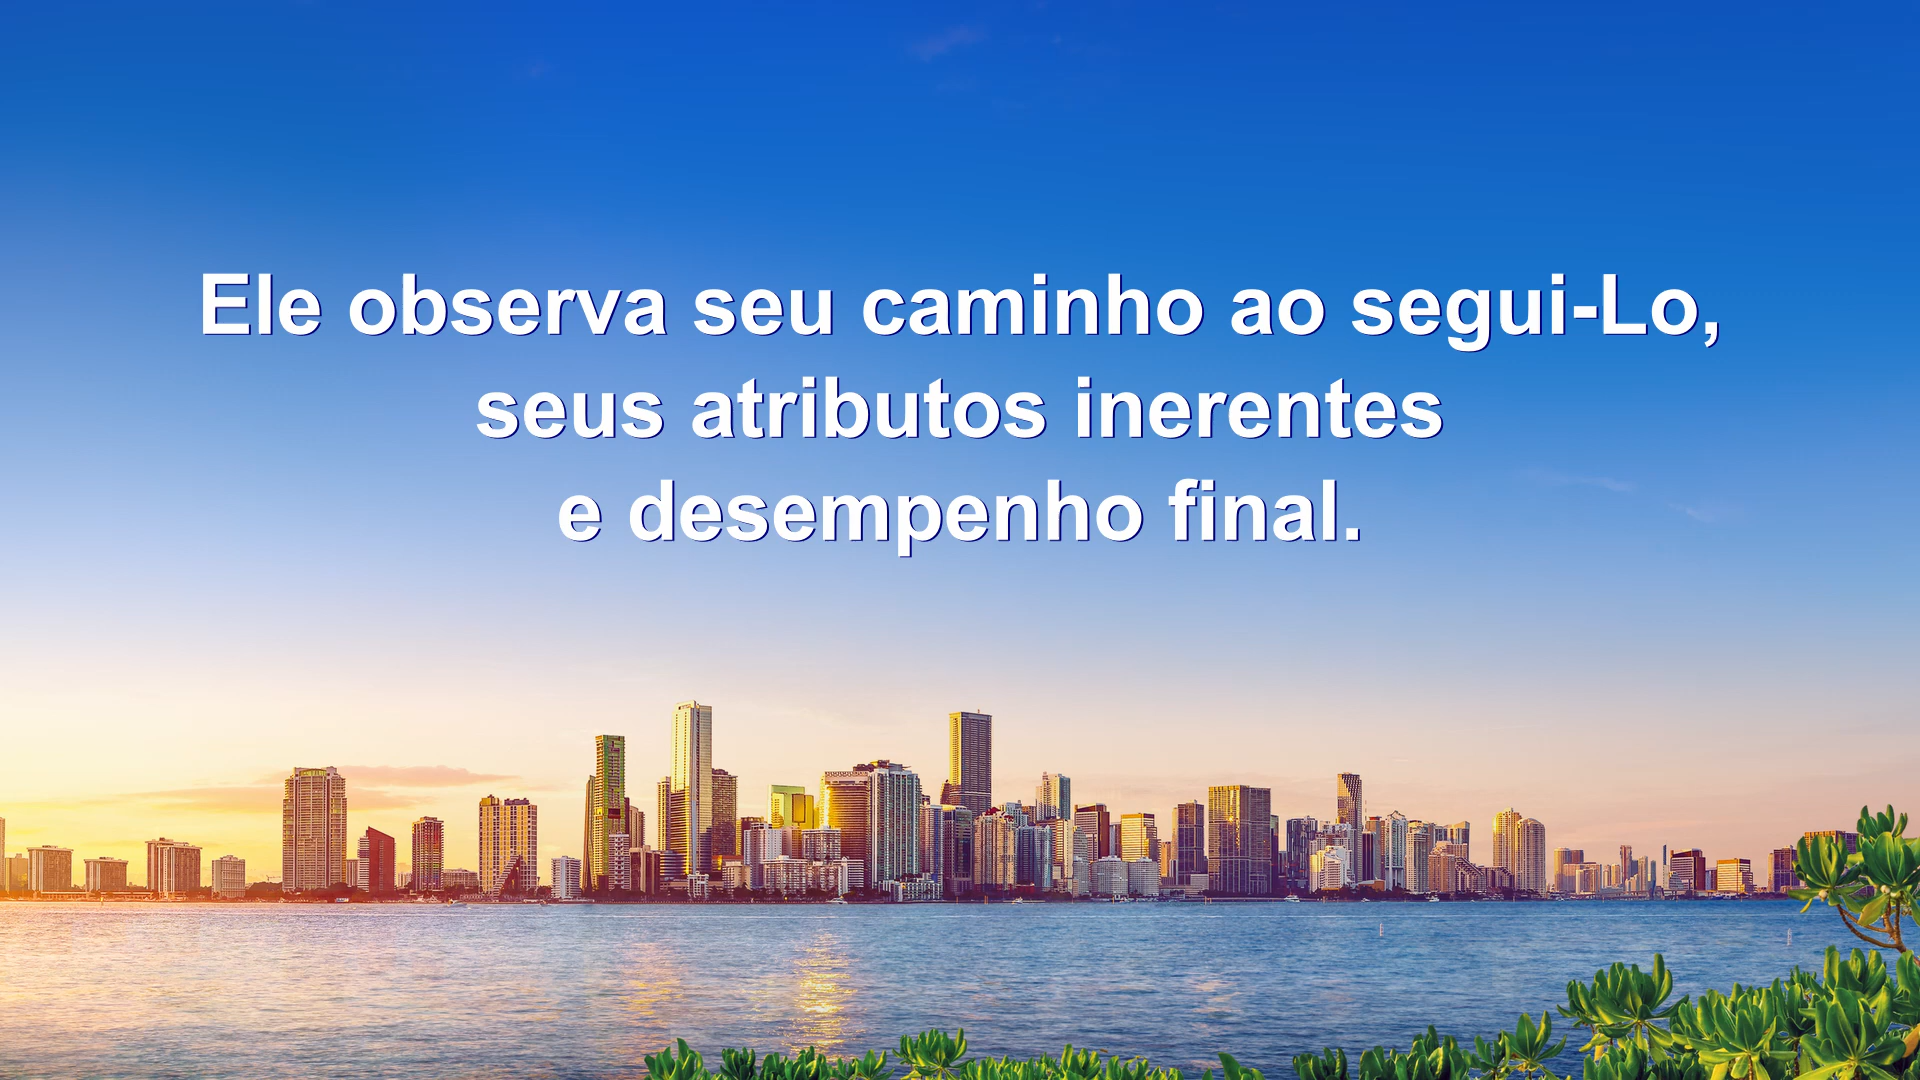 Ele observa seu caminho ao segui-Lo,
seus atributos inerentes
e desempenho final.